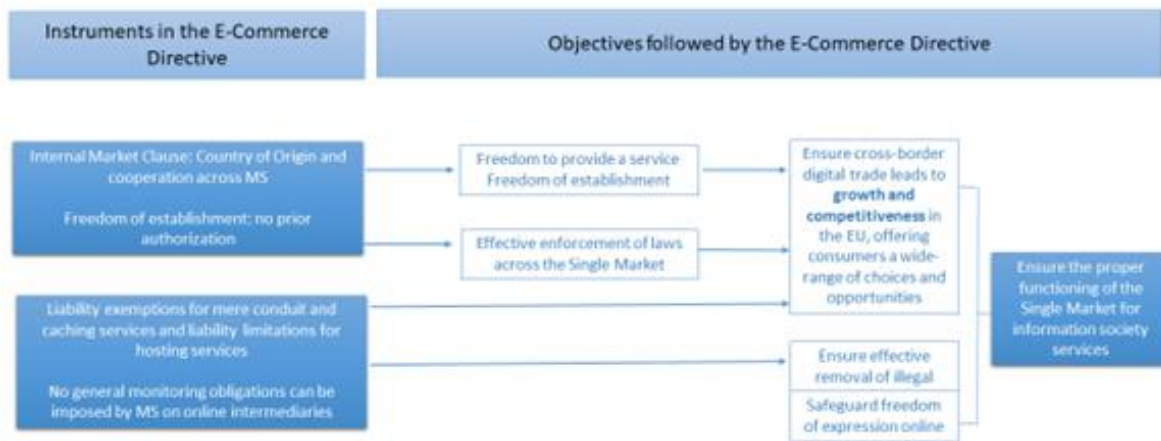 Instruments in the E-Commerce
Directive
Objectives followed by the E-Commerce Directive
Internal Market Clause: Country of Origin and
cooperation across MS
Freedom of establishment: no prior
authorization
Freedom to provide a service
Freedom of establishment
Effective enforcement of laws
across the Single Market
Ensure cross-border
digital trade leads to
growth and
competitiveness in
the EU, offering
consumers a wide-
range of choices and
opportunities
Liability exemptions for mere conduit and
caching services and liability limitations for
hosting services
No general monitoring obligations can be
imposed by MS on online intermediaries
Ensure effective
removal of illegal
Safeguard freedom
of expression online
Ensure the proper
functioning of the
Single Market for
information society
services